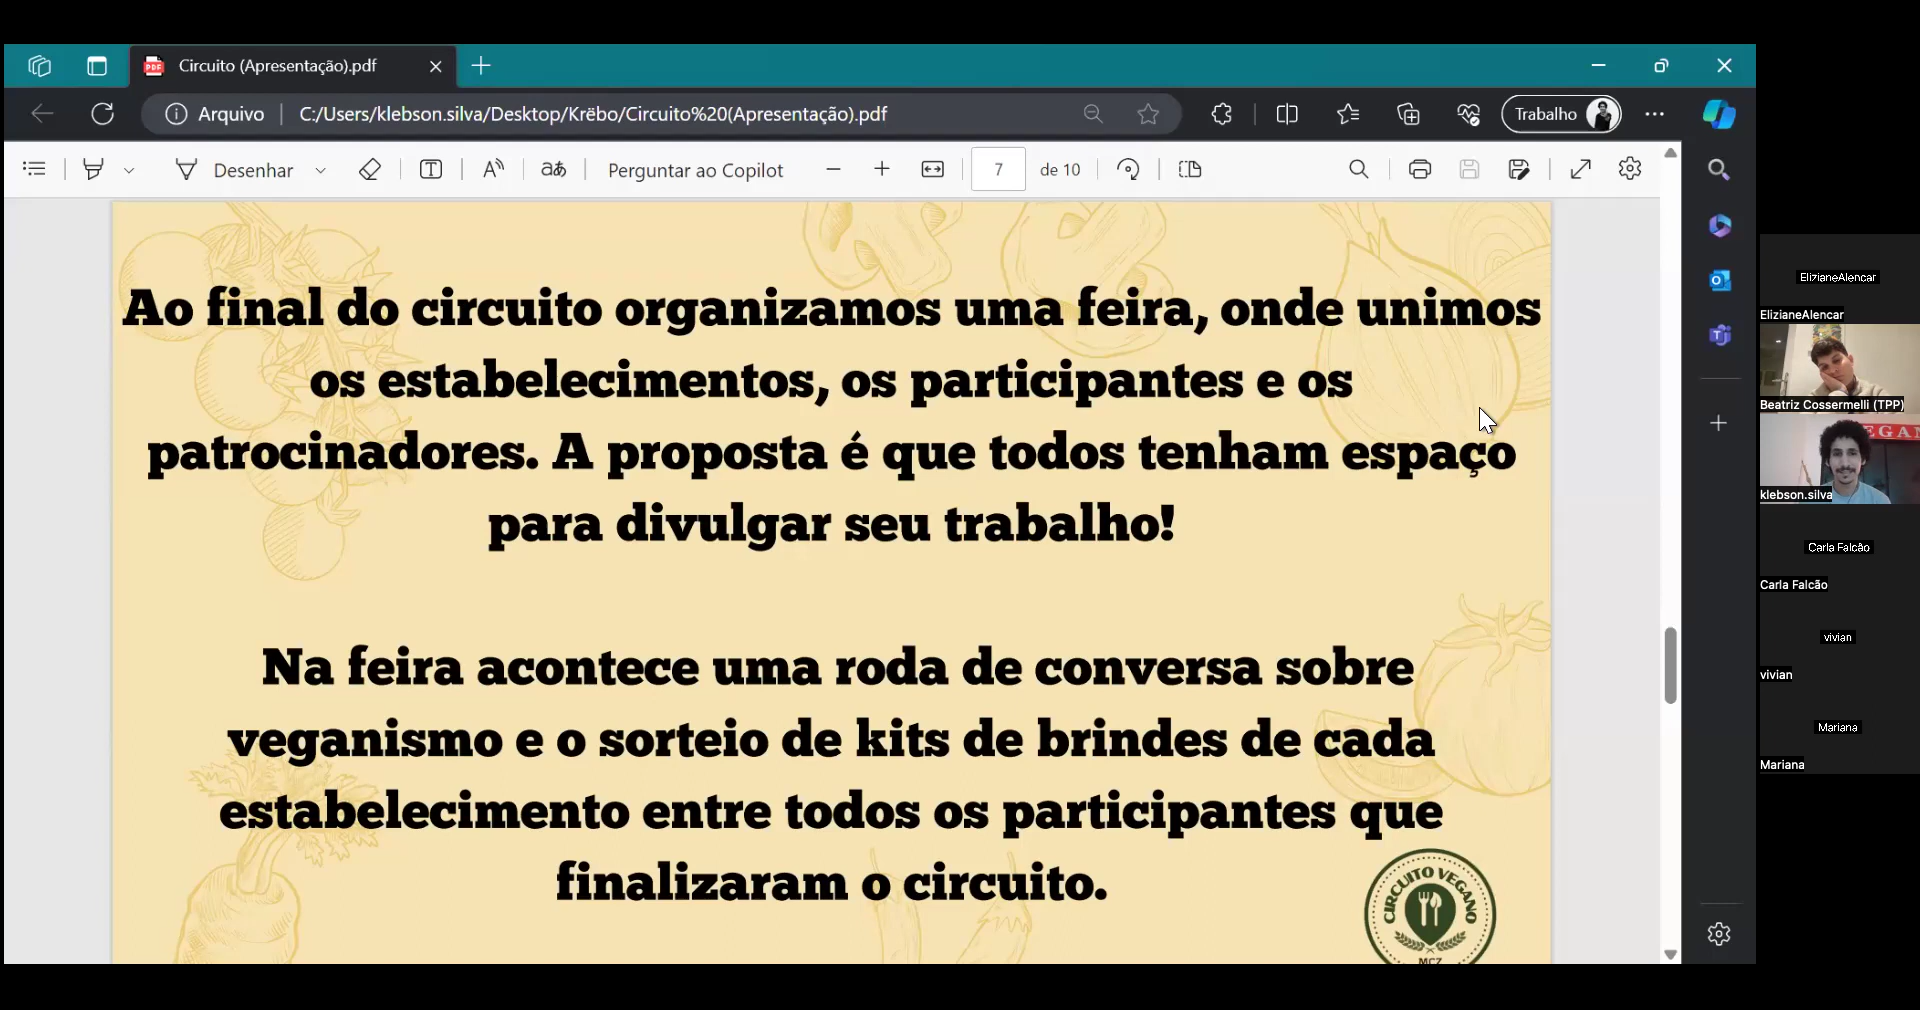 Circuito (Apresentação).pdf
Arquivo
C:/Users/klebson.silva/Desktop/Krëbo/Circuito%20(Apresentação).pdf
Trabalho
Desenhar
Perguntar ao Copilot
7
de 10
Ao final do circuito organizamos uma feira, onde unimos
os estabelecimentos, os participantes e os
patrocinadores. A proposta é que todos tenham espaço
para divulgar seu trabalho!
Na feira acontece uma roda de conversa sobre
veganismo e o sorteio de kits de brindes de cada
estabelecimento entre todos os participantes que
finalizaram o circuito.
CIRCUITO VEGANO
MCZ
ElizianeAlencar
ElizianeAlencar
Beatriz Cossermelli (TPP)
EGAN
klebson.silva
Carla Falcão
Carla Falcão
vivian
vivian
Mariana
Mariana